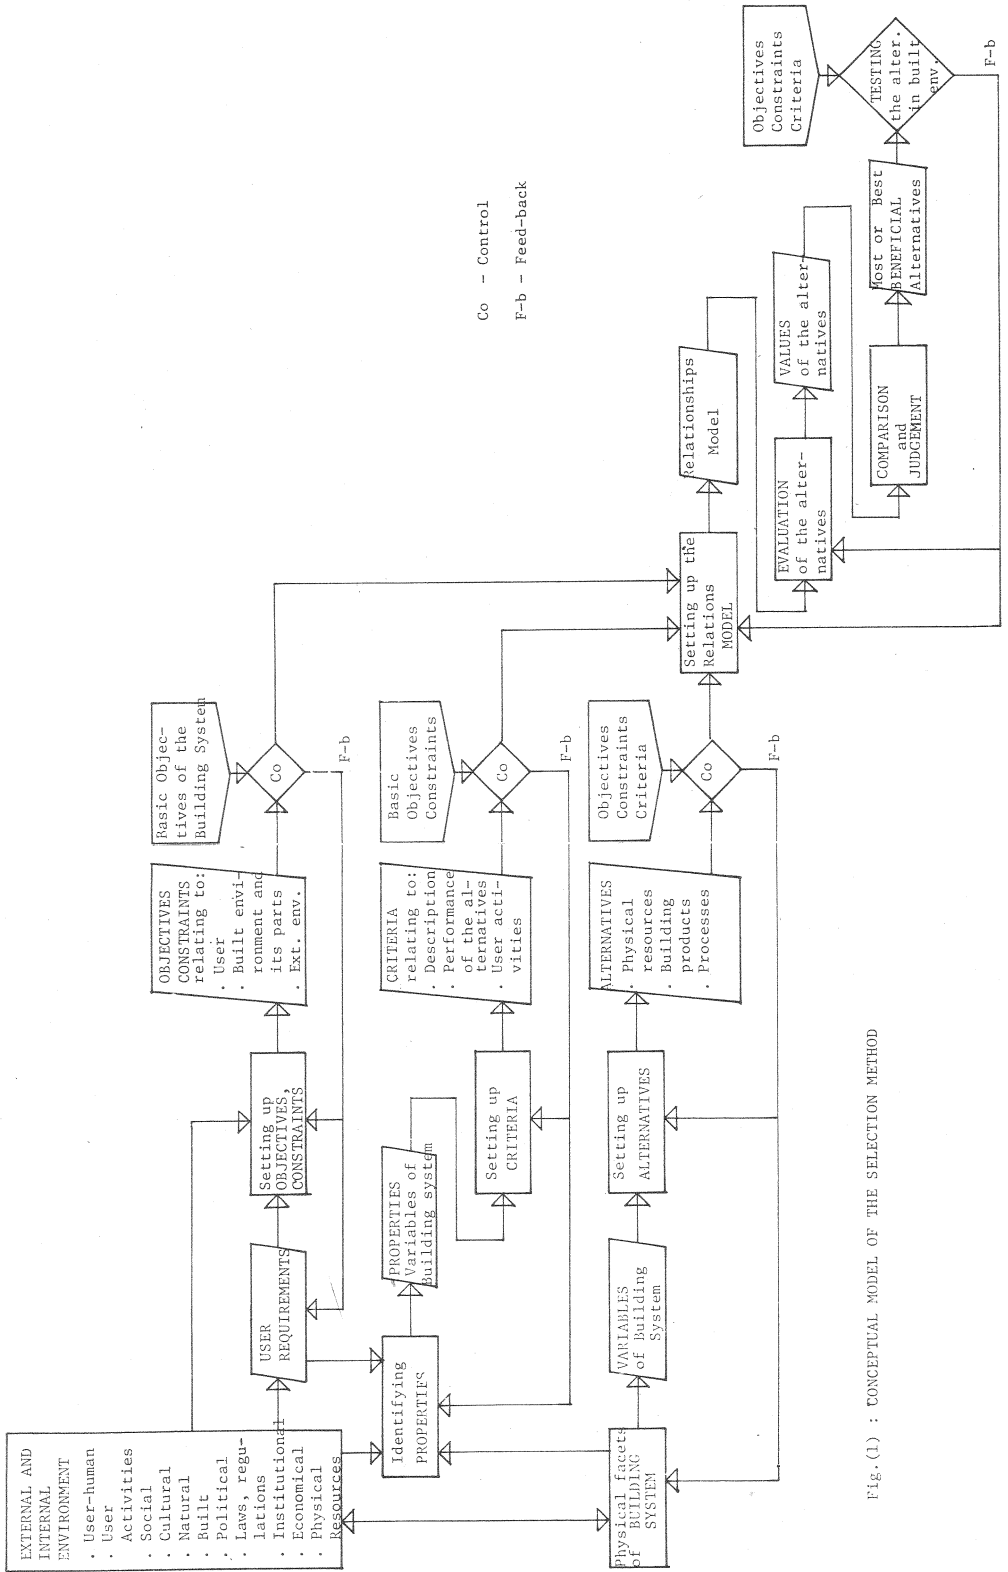 EXTERNAL AND
INTERNAL
ENVIRONMENT
. User-human
. User
Activities
. Social
. Cultural
. Natural
. Built
. Political
. Laws, regu-
lations
. Institutional
. Economical
. Physical
. Resources
USER
REQUIREMENTS
Setting up
OBJECTIVES,
CONSTRAINTS
OBJECTIVES
CONSTRAINTS
relating to:
. User
. Built envi-
ronment and
its parts
. Ext. env.
Basic Objec-
tives of the
Building System
Co
F-b
Identifying
PROPERTIES
PROPERTIES
Variables of
Building system
Setting up
CRITERIA
CRITERIA
relating to:
. Description
. Performance
of the al-
ternatives
. User acti-
vities
Basic
Objectives
Constraints
Co
F-b
Physical facets
of BUILDING
SYSTEM
VARIABLES
of Building
System
Setting up
ALTERNATIVES
ALTERNATIVES
. Physical
resources
. Building
products
. Processes
Objectives
Constraints
Criteria
Co
F-b
Setting up the
Relations
MODEL
Relationships
Model
EVALUATION
of the alter-
natives
VALUES
of the alter-
natives
COMPARISON
and
JUDGEMENT
Most or Best
BENEFICIAL
Alternatives
Objectives
Constraints
Criteria
TESTING
the alter.
in built
env.
F-b
Co - Control
F-b - Feed-back
Fig.(1) : CONCEPTUAL MODEL OF THE SELECTION METHOD